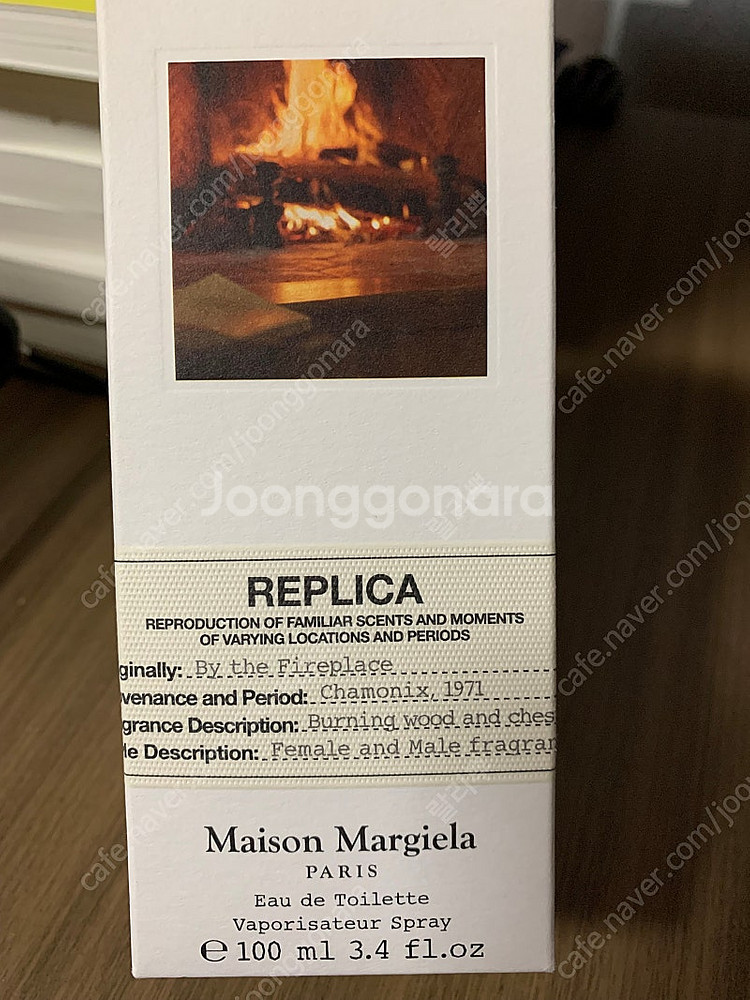 Joonggonara
REPLICA
REPRODUCTION OF FAMILIAR SCENTS AND MOMENTS
OF VARYING LOCATIONS AND PERIODS
ginally: By the Fireplace
venance and Period: Chamonix, 1971
grance Description: Burning wood and ches
le Description: Female and Male fragran
Maison Margiela
PARIS
Eau de Toilette
Vaporisateur Spray
℮ 100 ml 3.4 fl.oz
cafe.naver.com/joonggonara